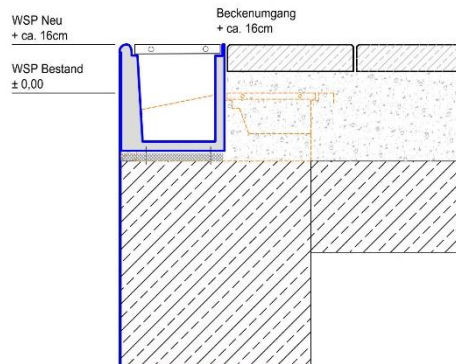 WSP Neu
+ ca. 16cm
Beckenumgang
+ ca. 16cm
WSP Bestand
± 0,00